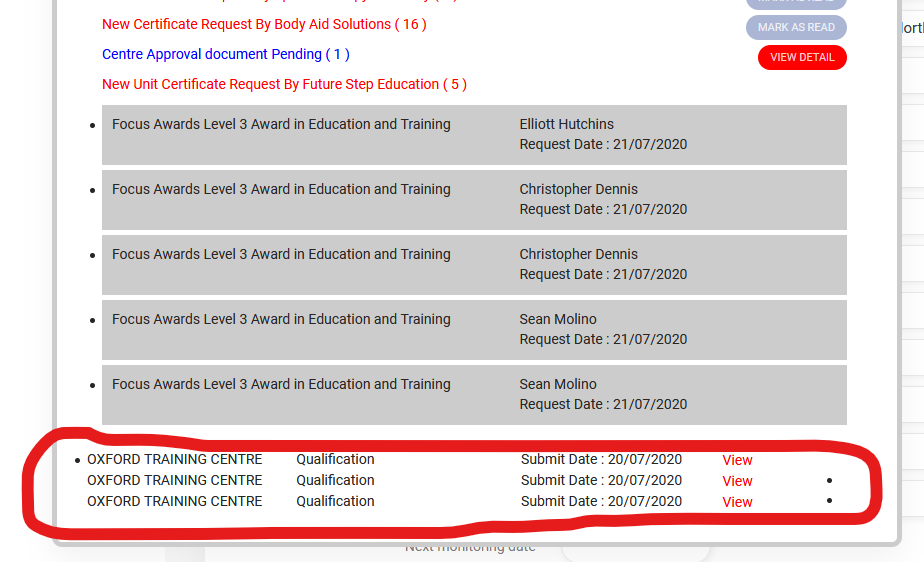 New Certificate Request By Body Aid Solutions ( 16 )
MARK AS READ
Centre Approval document Pending ( 1 )
VIEW DETAIL
New Unit Certificate Request By Future Step Education ( 5 )
Focus Awards Level 3 Award in Education and Training
Elliott Hutchins
Request Date : 21/07/2020
Focus Awards Level 3 Award in Education and Training
Christopher Dennis
Request Date : 21/07/2020
Focus Awards Level 3 Award in Education and Training
Christopher Dennis
Request Date : 21/07/2020
Focus Awards Level 3 Award in Education and Training
Sean Molino
Request Date : 21/07/2020
Focus Awards Level 3 Award in Education and Training
Sean Molino
Request Date : 21/07/2020
OXFORD TRAINING CENTRE Qualification Submit Date : 20/07/2020 View
OXFORD TRAINING CENTRE Qualification Submit Date : 20/07/2020 View
OXFORD TRAINING CENTRE Qualification Submit Date : 20/07/2020 View
Next monitoring date